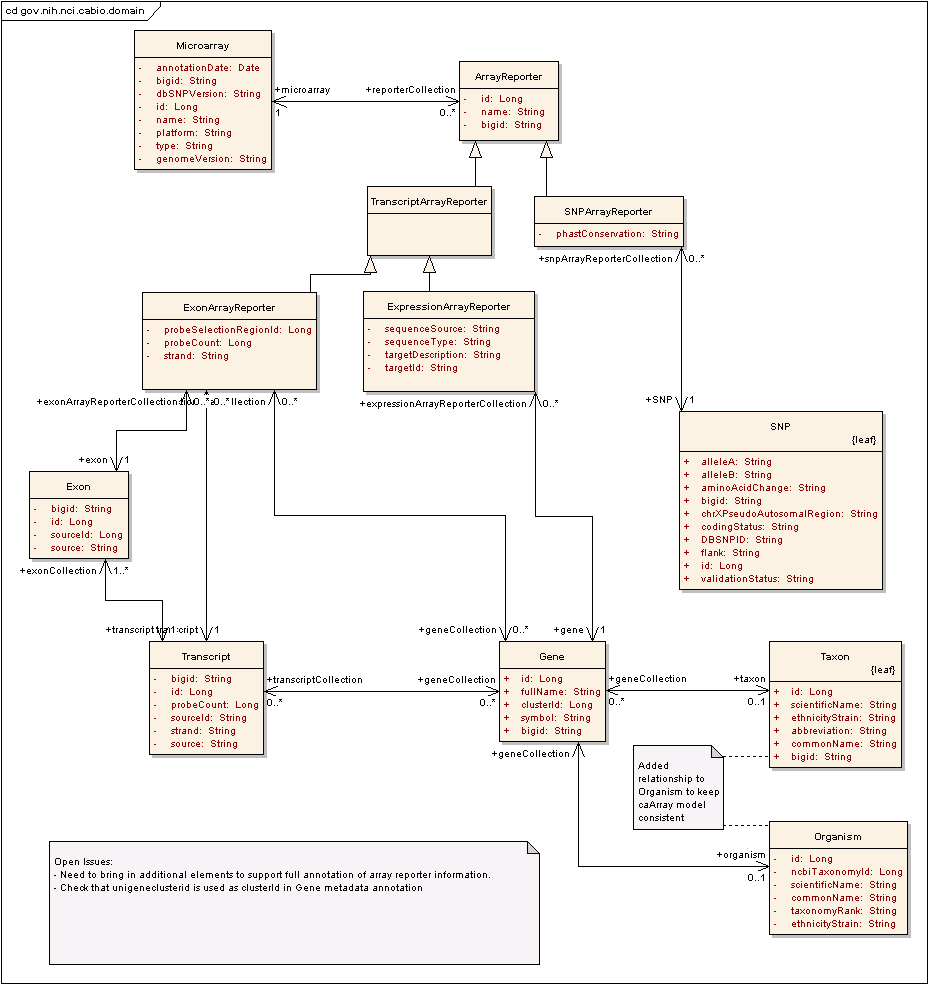 cd gov.nih.nci.cabio.domain
Microarray
- annotationDate: Date
- bigid: String
- dbSNPVersion: String
- id: Long
- name: String
- platform: String
- type: String
- genomeVersion: String
+microarray
1
+reporterCollection
0..*
ArrayReporter
- id: Long
- name: String
- bigid: String
TranscriptArrayReporter
SNPArrayReporter
- phastConservation: String
+snpArrayReporterCollection
0..*
ExonArrayReporter
- probeSelectionRegionId: Long
- probeCount: Long
- strand: String
ExpressionArrayReporter
- sequenceSource: String
- sequenceType: String
- targetDescription: String
- targetId: String
+exonArrayReporterCollection
0..*
0..*
0..*
+expressionArrayReporterCollection
0..*
+SNP
1
SNP
{leaf}
+ alleleA: String
+ alleleB: String
+ aminoAcidChange: String
+ bigid: String
+ chrXPseudoAutosomalRegion: String
+ codingStatus: String
+ DBSNPID: String
+ flank: String
+ id: Long
+ validationStatus: String
+exon
1
Exon
- bigid: String
- id: Long
- sourceId: Long
- source: String
+exonCollection
1..*
+transcript
1
1
+geneCollection
0..*
+gene
1
Transcript
- bigid: String
- id: Long
- probeCount: Long
- sourceId: String
- strand: String
- source: String
+transcriptCollection
0..*
+geneCollection
0..*
Gene
+ id: Long
+ fullName: String
+ clusterId: Long
+ symbol: String
+ bigid: String
+geneCollection
0..*
+taxon
0..1
Taxon
{leaf}
+ id: Long
+ scientificName: String
+ ethnicityStrain: String
+ abbreviation: String
+ commonName: String
+ bigid: String
+geneCollection
Added
relationship to
Organism to keep
caArray model
consistent
+organism
0..1
Organism
- id: Long
- ncbiTaxonomyId: Long
- scientificName: String
- commonName: String
- taxonomyRank: String
- ethnicityStrain: String
Open Issues:
- Need to bring in additional elements to support full annotation of array reporter information.
- Check that unigeneclusterid is used as clusterId in Gene metadata annotation